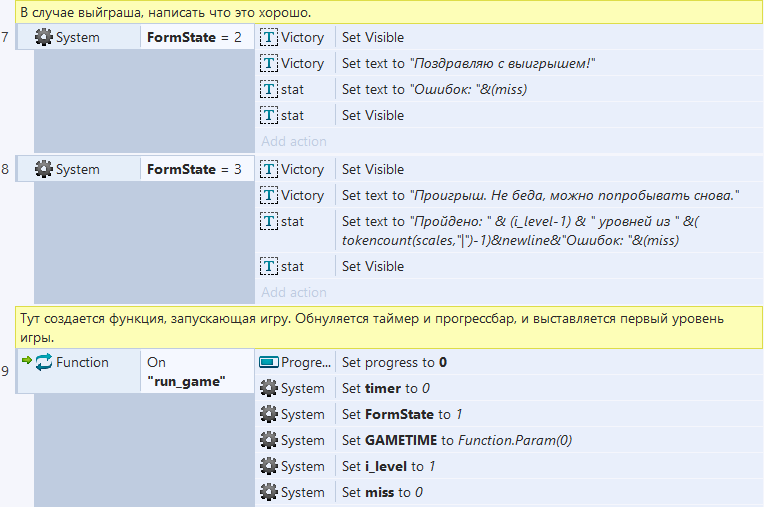 В случае выйграша, написать что это хорошо.
7 System FormState = 2 Victory Set Visible
Victory Set text to "Поздравляю с выигрышем!"
stat Set text to "Ошибок: "&(miss)
stat Set Visible
Add action
8 System FormState = 3 Victory Set Visible
Victory Set text to "Проигрыш. Не беда, можно попробывать снова."
stat Set text to "Пройдено: " & (i_level-1) & " уровней из " &(
tokencount(scales,"|")-1)&newline&"Ошибок: "&(miss)
stat Set Visible
Add action
Тут создается функция, запускающая игру. Обнуляется таймер и прогрессбар, и выставляется первый уровень
игры.
9 Function On "run_game" Progre... Set progress to 0
System Set timer to 0
System Set FormState to 1
System Set GAMETIME to Function.Param(0)
System Set i_level to 1
System Set miss to 0